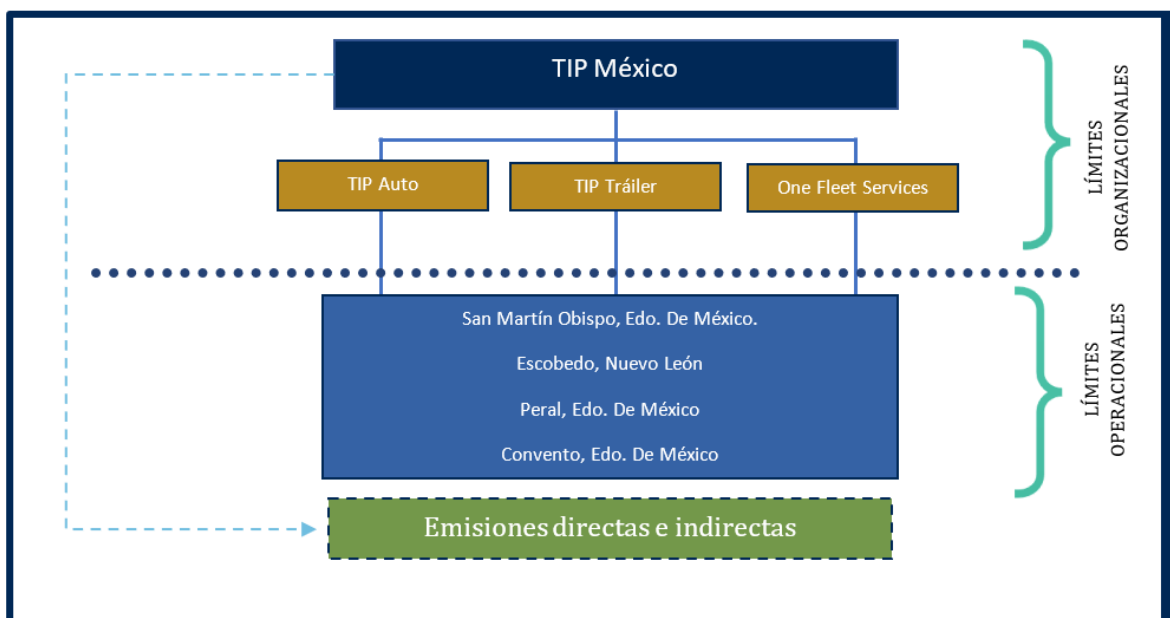 TIP México
TIP Auto
TIP Tráiler
One Fleet Services
LÍMITES
ORGANIZACIONALES
San Martín Obispo, Edo. De México.
Escobedo, Nuevo León
Peral, Edo. De México
Convento, Edo. De México
LÍMITES
OPERACIONALES
Emisiones directas e indirectas